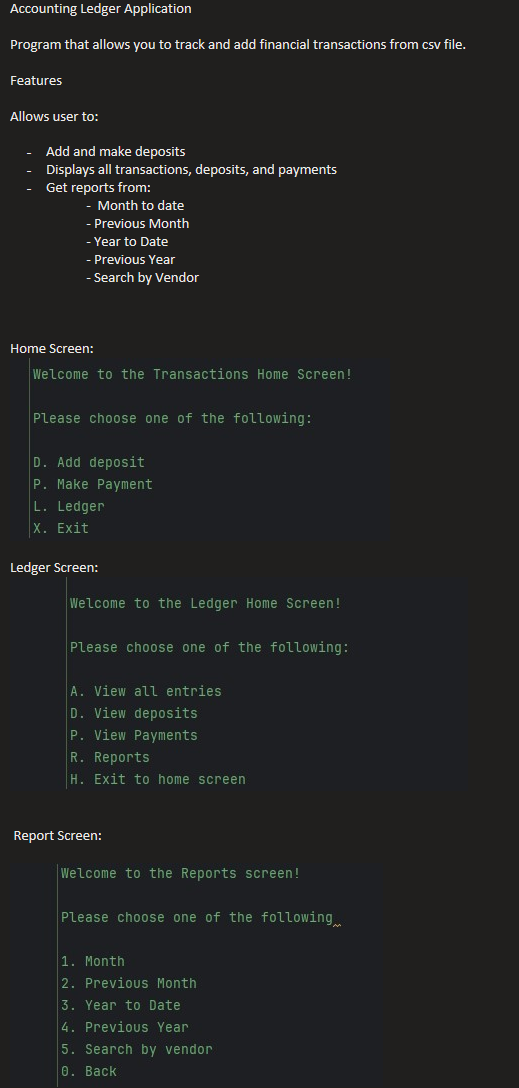 Accounting Ledger Application
Program that allows you to track and add financial transactions from csv file.
Features
Allows user to:
- Add and make deposits
- Displays all transactions, deposits, and payments
- Get reports from:
- Month to date
- Previous Month
- Year to Date
- Previous Year
- Search by Vendor
Home Screen:
Welcome to the Transactions Home Screen!
Please choose one of the following:
D. Add deposit
P. Make Payment
L. Ledger
X. Exit
Ledger Screen:
Welcome to the Ledger Home Screen!
Please choose one of the following:
A. View all entries
D. View deposits
P. View Payments
R. Reports
H. Exit to home screen
Report Screen:
Welcome to the Reports screen!
Please choose one of the following
1. Month
2. Previous Month
3. Year to Date
4. Previous Year
5. Search by vendor
0. Back